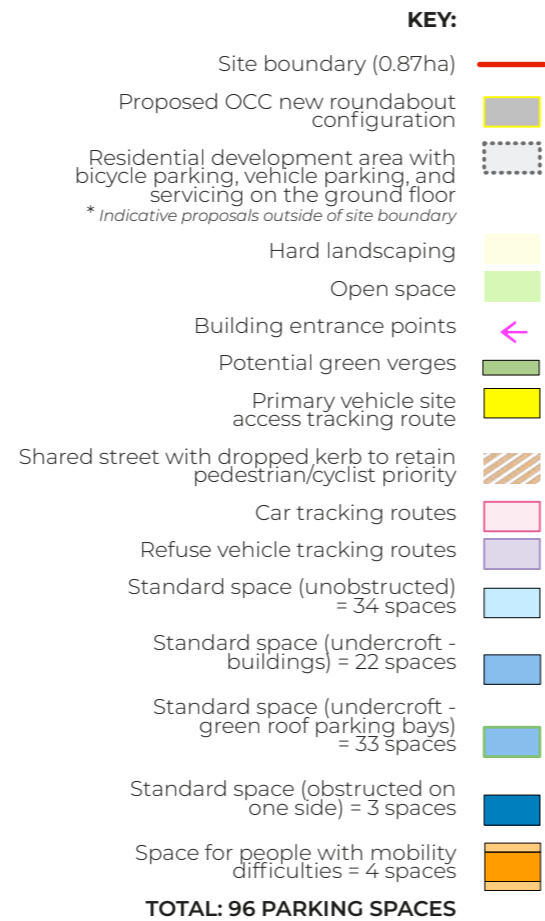 KEY:
Site boundary (0.87ha)
Proposed OCC new roundabout
configuration
Residential development area with
bicycle parking, vehicle parking, and
servicing on the ground floor
* Indicative proposals outside of site boundary
Hard landscaping
Open space
Building entrance points
Potential green verges
Primary vehicle site
access tracking route
Shared street with dropped kerb to retain
pedestrian/cyclist priority
Car tracking routes
Refuse vehicle tracking routes
Standard space (unobstructed)
= 34 spaces
Standard space (undercroft -
buildings) = 22 spaces
Standard space (undercroft -
green roof parking bays)
= 33 spaces
Standard space (obstructed on
one side) = 3 spaces
Space for people with mobility
difficulties = 4 spaces
TOTAL: 96 PARKING SPACES